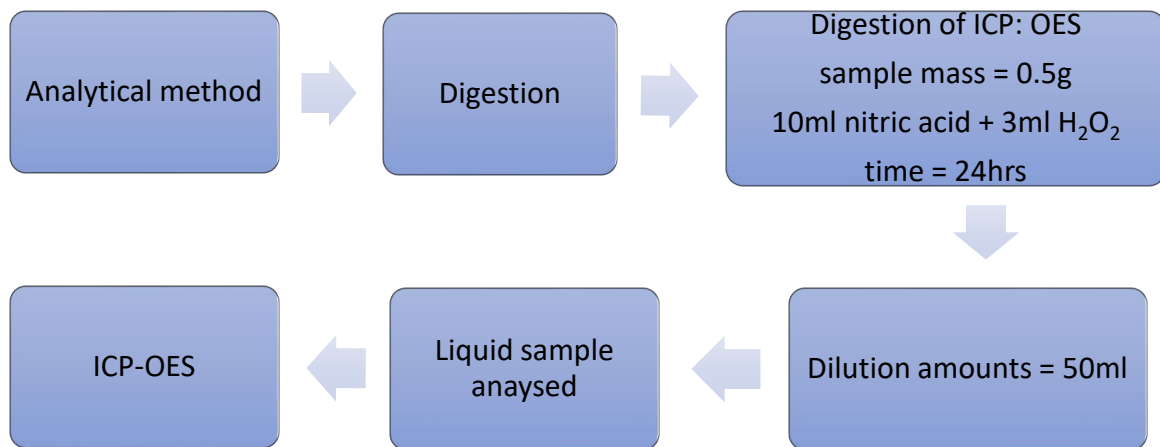 Analytical method
Digestion
Digestion of ICP: OES
sample mass = 0.5g
10ml nitric acid + 3ml H₂O₂
time = 24hrs
Dilution amounts = 50ml
Liquid sample
anaysed
ICP-OES